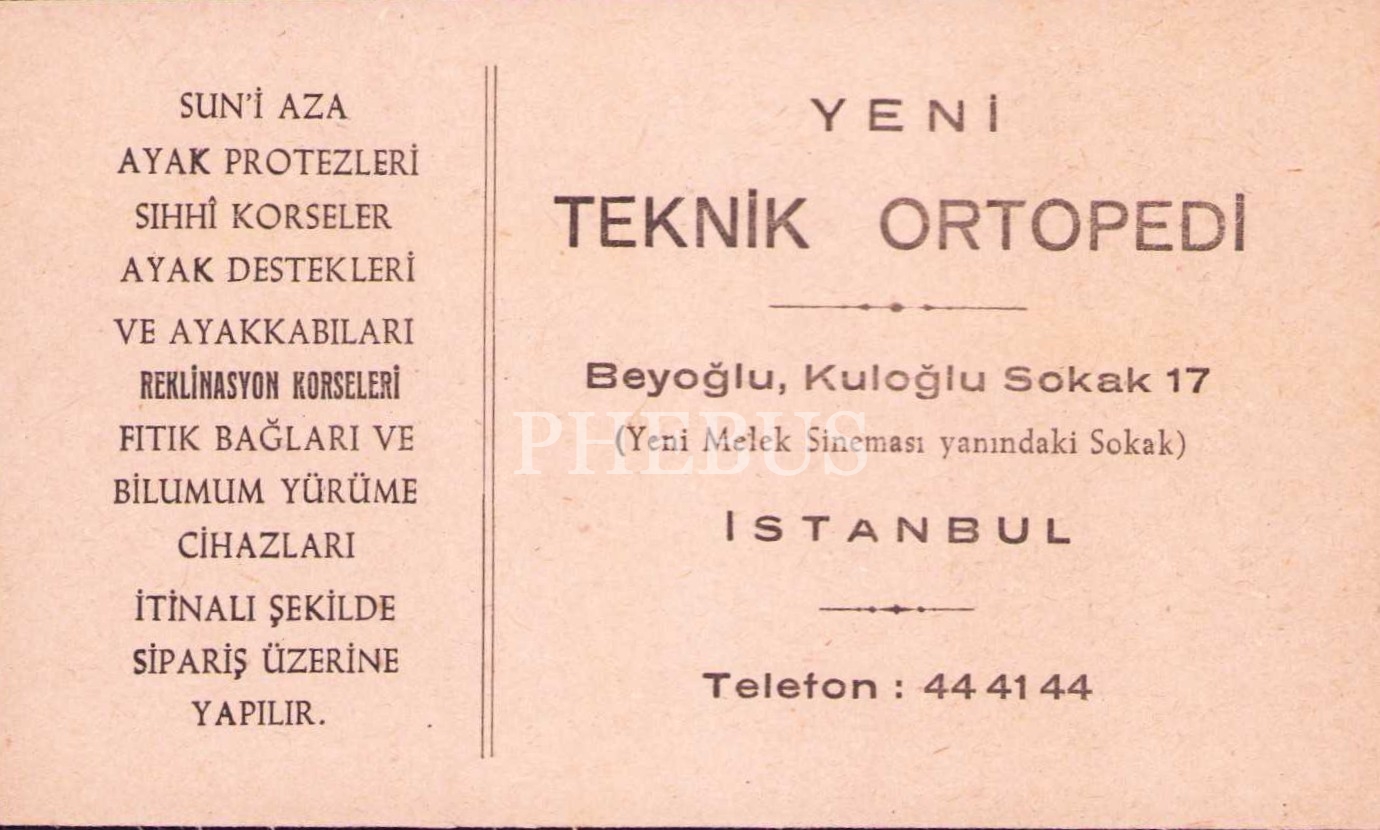 SUN'İ AZA
AYAK PROTEZLERİ
SIHHÎ KORSELER
AYAK DESTEKLERİ
VE AYAKKABILARI
REKLİNASYON KORSELERİ
FITIK BAĞLARI VE
BİLUMUM YÜRÜME
CİHAZLARI
İTİNALI ŞEKİLDE
SİPARİŞ ÜZERİNE
YAPILIR.
YENİ
TEKNİK ORTOPEDİ
Beyoğlu, Kuloğlu Sokak 17
(Yeni Melek Sineması yanındaki Sokak)
PHEBUS
İSTANBUL
Telefon : 44 41 44